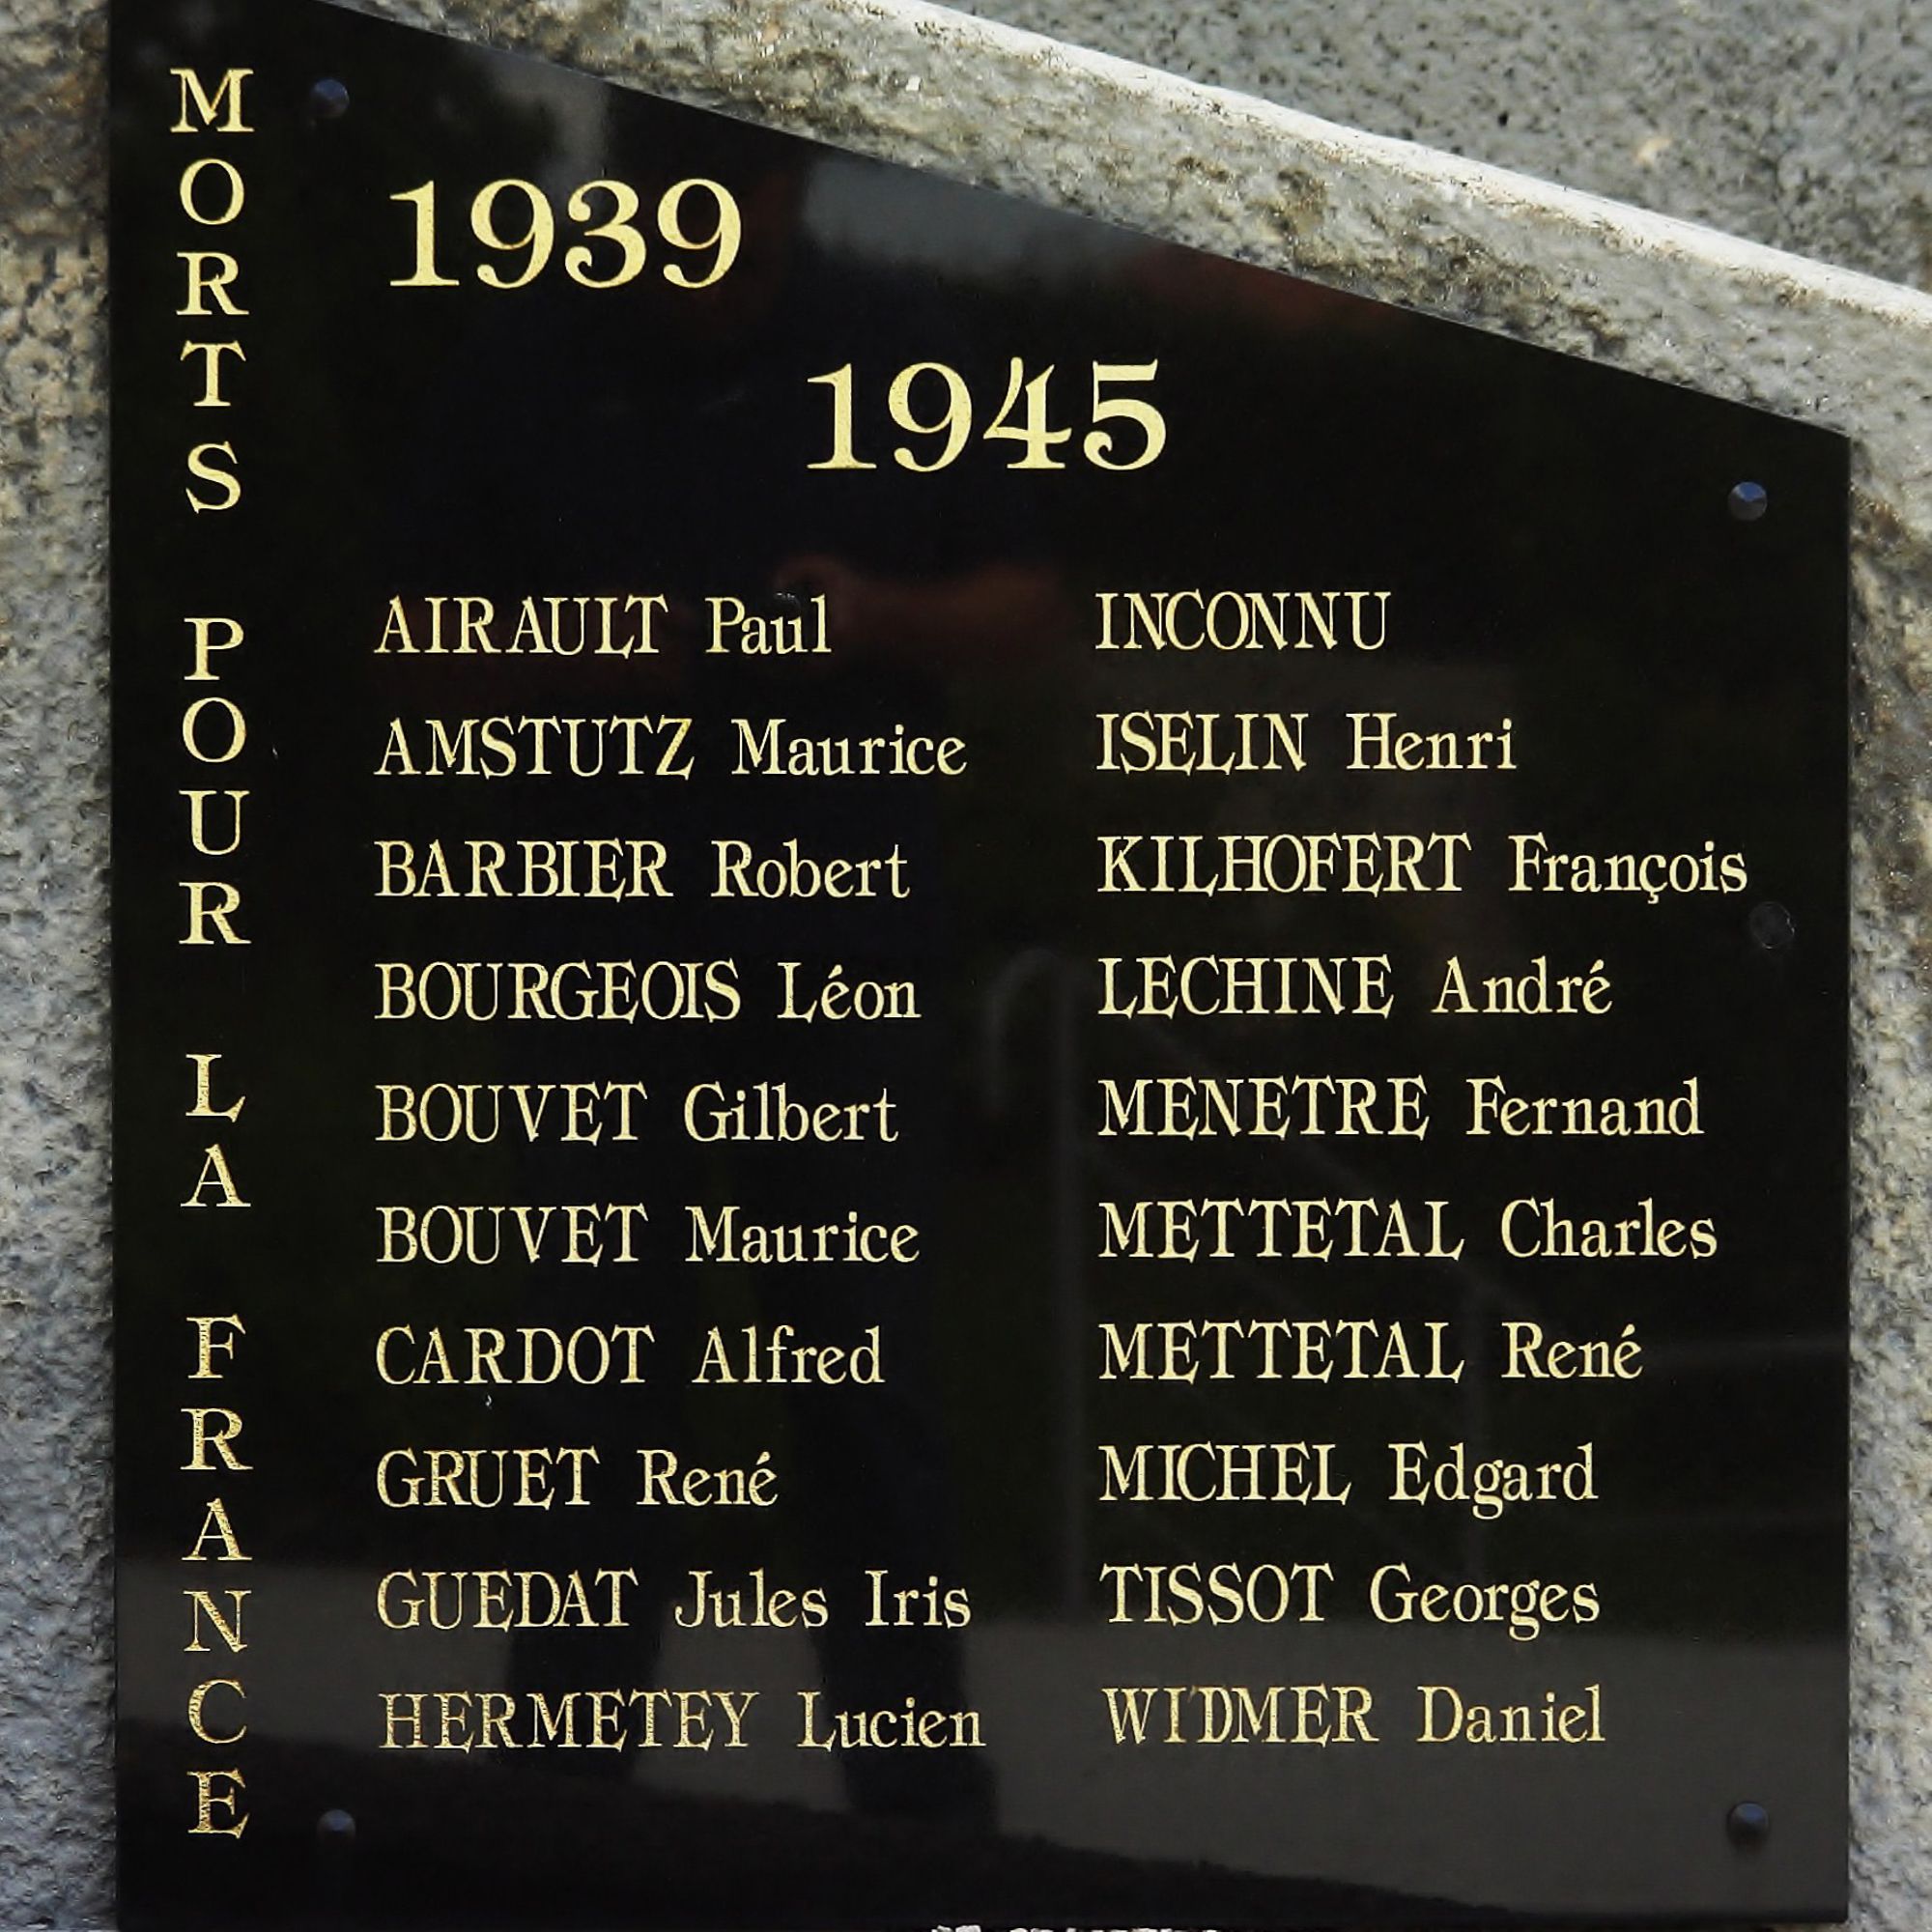 MORTS POUR LA FRANCE
1939
1945
AIRAULT Paul
AMSTUTZ Maurice
BARBIER Robert
BOURGEOIS Léon
BOUVET Gilbert
BOUVET Maurice
CARDOT Alfred
GRUET René
GUEDAT Jules Iris
HERMETEY Lucien
INCONNU
ISELIN Henri
KILHOFERT François
LECHINE André
MENETRE Fernand
METTETAL Charles
METTETAL René
MICHEL Edgard
TISSOT Georges
WIDMER Daniel